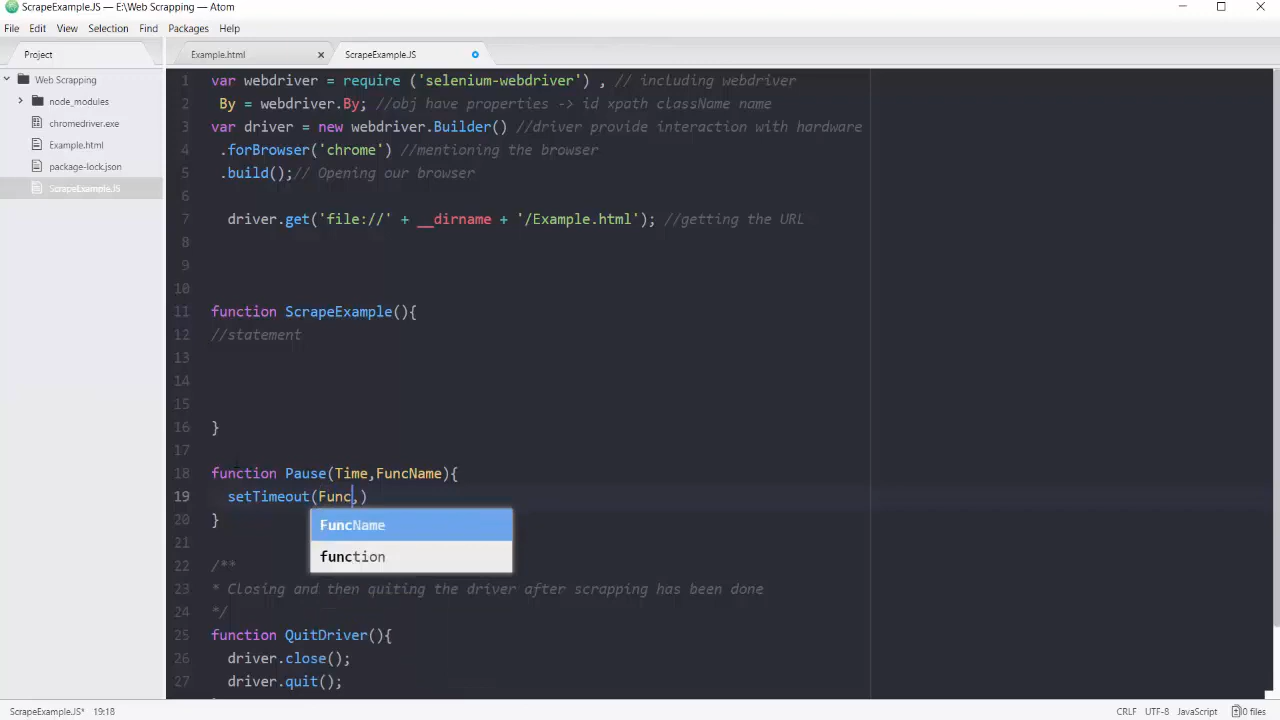 ScrapeExample.JS — E:\Web Scrapping — Atom
File Edit View Selection Find Packages Help
Project Example.html ScrapeExample.JS
Web Scrapping
node_modules
chromedriver.exe
Example.html
package-lock.json
ScrapeExample.JS
1 var webdriver = require ('selenium-webdriver') , // including webdriver
2 By = webdriver.By; //obj have properties -> id xpath className name
3 var driver = new webdriver.Builder() //driver provide interaction with hardware
4 .forBrowser('chrome') //mentioning the browser
5 .build();// Opening our browser
6
7 driver.get('file://' + __dirname + '/Example.html'); //getting the URL
8
9
10
11 function ScrapeExample(){
12 //statement
13
14
15
16 }
17
18 function Pause(Time,FuncName){
19 setTimeout(Func,)
FuncName
function
20 }
21
22 /**
23 * Closing and then quiting the driver after scrapping has been done
24 */
25 function QuitDriver(){
26 driver.close();
27 driver.quit();
ScrapeExample.JS* 19:18 CRLF UTF-8 JavaScript 0 files